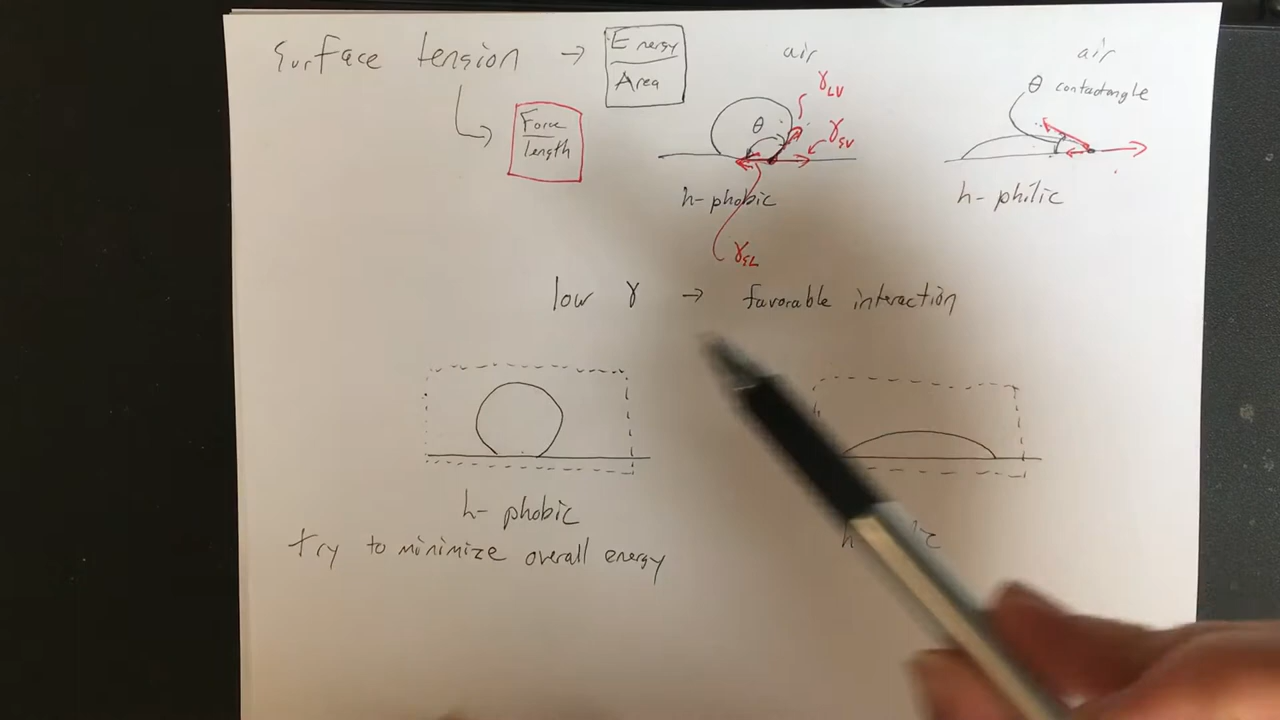 Surface tension → Energy
Area
Force
length
air
γLV
γSV
θ
h-phobic
γSL
air
θ contact angle
h-philic
low γ → favorable interaction
h-phobic
try to minimize overall energy